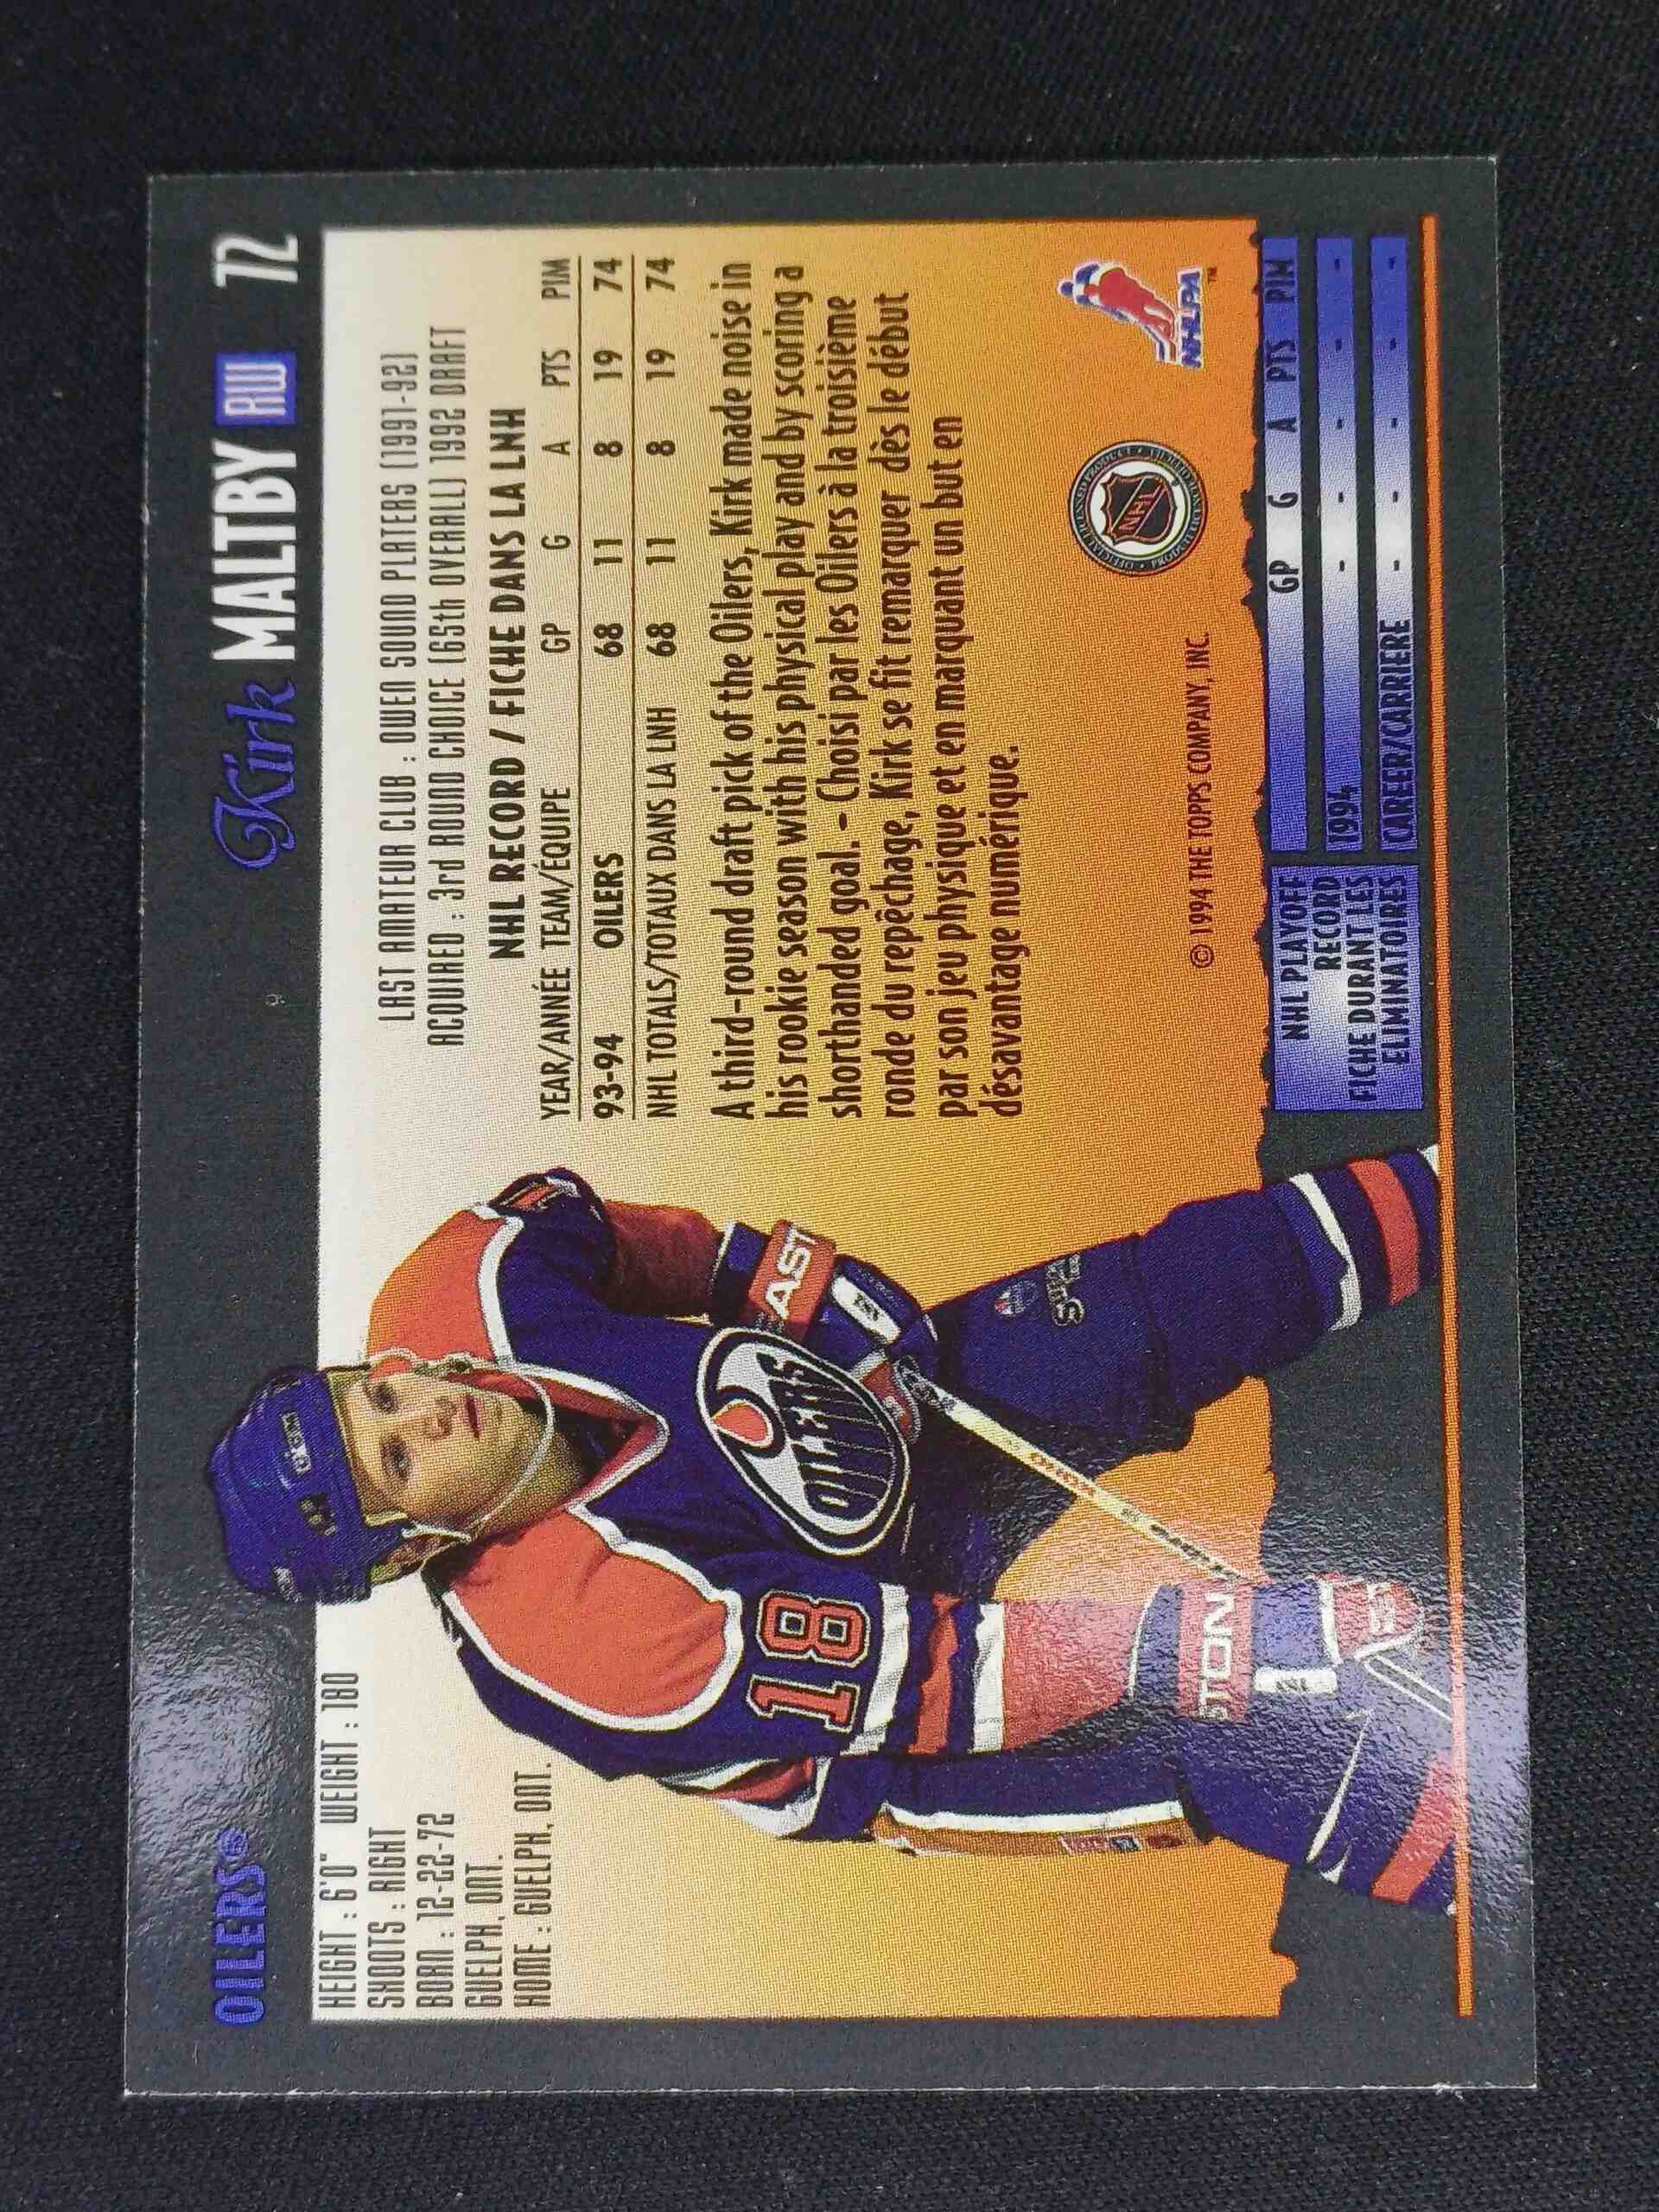 OILERS®
Kirk MALTBY RW 72
HEIGHT : 6'0" WEIGHT : 180
SHOOTS : RIGHT
BORN : 12-22-72
GUELPH, ONT.
HOME : GUELPH, ONT.
LAST AMATEUR CLUB : OWEN SOUND PLATERS (1991-92)
ACQUIRED : 3rd ROUND CHOICE (65th OVERALL) 1992 DRAFT
NHL RECORD / FICHE DANS LA LNH
YEAR/ANNÉE TEAM/ÉQUIPE GP G A PTS PIM
93-94 OILERS 68 11 8 19 74
NHL TOTALS/TOTAUX DANS LA LNH 68 11 8 19 74
A third-round draft pick of the Oilers, Kirk made noise in
his rookie season with his physical play and by scoring a
shorthanded goal. - Choisi par les Oilers à la troisième
ronde du repêchage, Kirk se fit remarquer dès le début
par son jeu physique et en marquant un but en
désavantage numérique.
OILERS
18
EAST
STON
© 1994 THE TOPPS COMPANY, INC.
NHL
NHLPA
™
NHL PLAYOFF
RECORD
FICHE DURANT LES
ELIMINATOIRES
GP G A PTS PIM
1994 - - - - -
CAREER/CARRIERE - - - - -